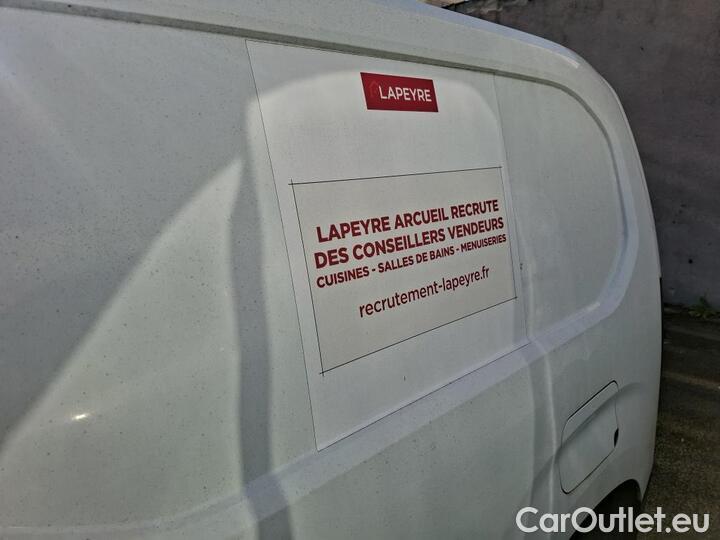 LAPEYRE
LAPEYRE ARCUEIL RECRUTE
DES CONSEILLERS VENDEURS
CUISINES - SALLES DE BAINS - MENUISERIES
recrutement-lapeyre.fr
CarOutlet.eu